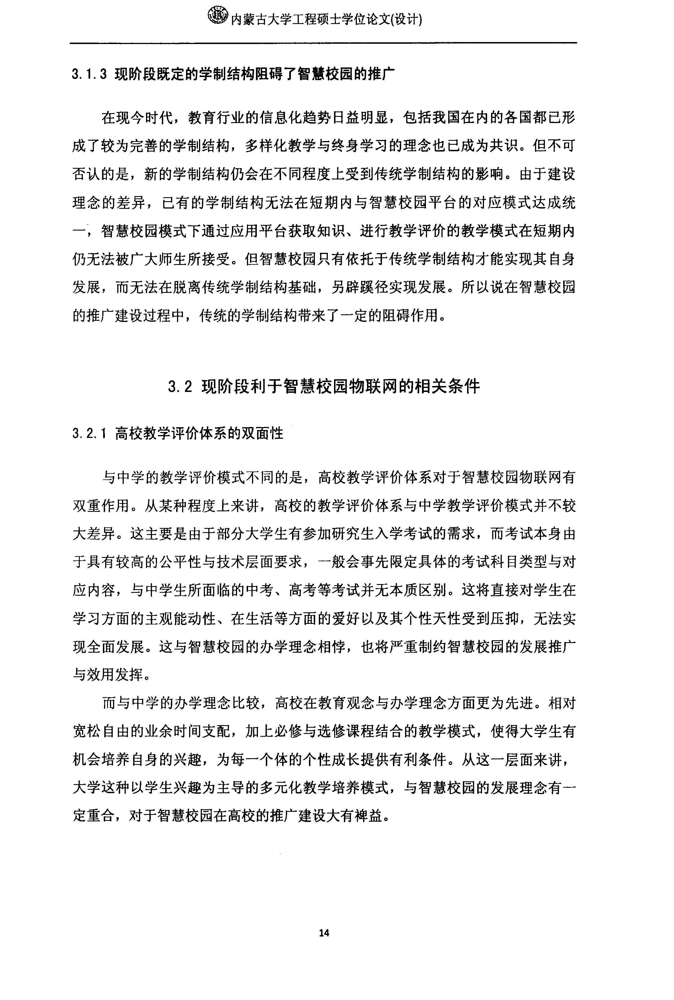 内蒙古大学工程硕士学位论文(设计)
3.1.3 现阶段既定的学制结构阻碍了智慧校园的推广
在现今时代，教育行业的信息化趋势日益明显，包括我国在内的各国都已形
成了较为完善的学制结构，多样化教学与终身学习的理念也已成为共识。但不可
否认的是，新的学制结构仍会在不同程度上受到传统学制结构的影响。由于建设
理念的差异，已有的学制结构无法在短期内与智慧校园平台的对应模式达成统
一，智慧校园模式下通过应用平台获取知识、进行教学评价的教学模式在短期内
仍无法被广大师生所接受。但智慧校园只有依托于传统学制结构才能实现其自身
发展，而无法在脱离传统学制结构基础，另辟蹊径实现发展。所以说在智慧校园
的推广建设过程中，传统的学制结构带来了一定的阻碍作用。
3.2 现阶段利于智慧校园物联网的相关条件
3.2.1 高校教学评价体系的双面性
与中学的教学评价模式不同的是，高校教学评价体系对于智慧校园物联网有
双重作用。从某种程度上来讲，高校的教学评价体系与中学教学评价模式并不较
大差异。这主要是由于部分大学生有参加研究生入学考试的需求，而考试本身由
于具有较高的公平性与技术层面要求，一般会事先限定具体的考试科目类型与对
应内容，与中学生所面临的中考、高考等考试并无本质区别。这将直接对学生在
学习方面的主观能动性、在生活等方面的爱好以及其个性天性受到压抑，无法实
现全面发展。这与智慧校园的办学理念相悖，也将严重制约智慧校园的发展推广
与效用发挥。
而与中学的办学理念比较，高校在教育观念与办学理念方面更为先进。相对
宽松自由的业余时间支配，加上必修与选修课程结合的教学模式，使得大学生有
机会培养自身的兴趣，为每一个体的个性成长提供有利条件。从这一层面来讲，
大学这种以学生兴趣为主导的多元化教学培养模式，与智慧校园的发展理念有一
定重合，对于智慧校园在高校的推广建设大有裨益。
14